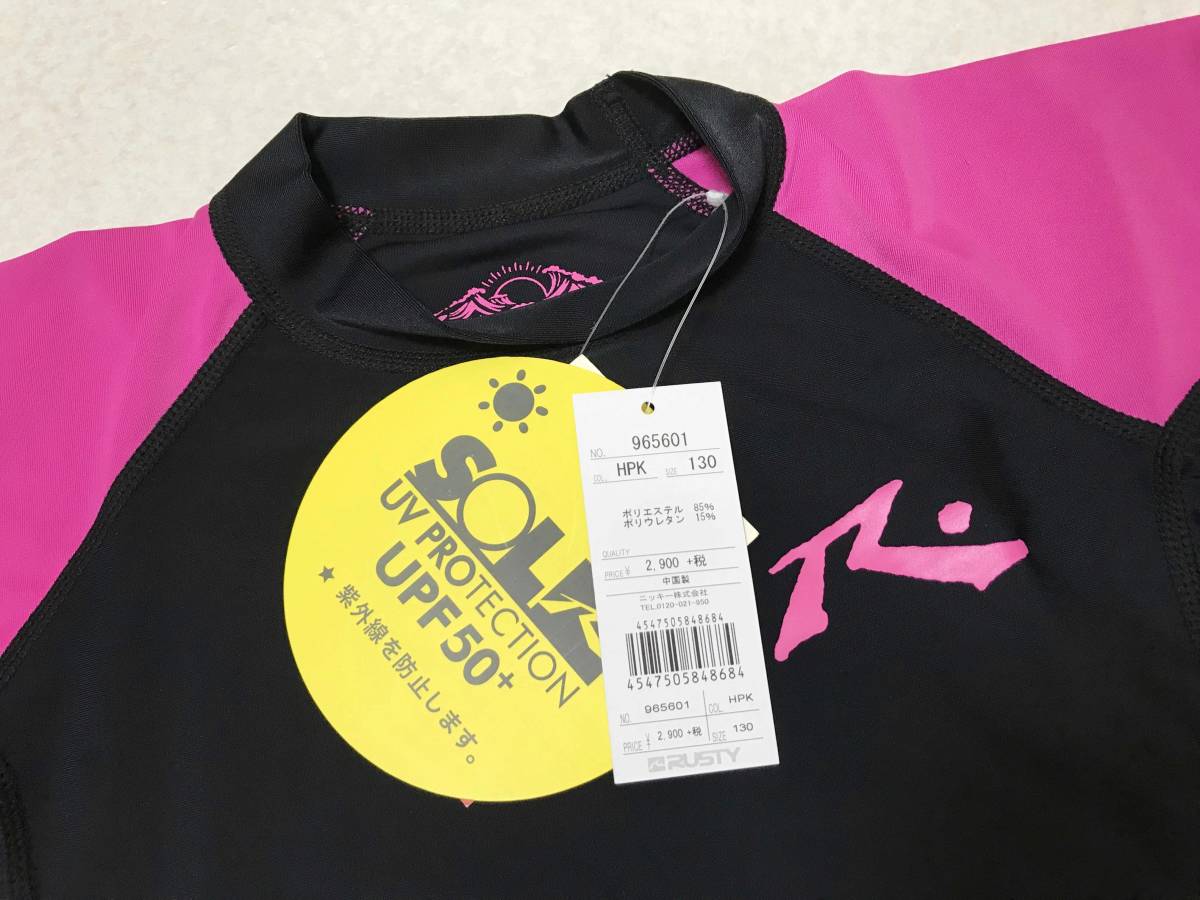 SOLA
UV PROTECTION
UPF50+
★紫外線を防止します。
NO. 965601
COL. HPK SIZE 130
ポリエステル 85%
ポリウレタン 15%
QUALITY
PRICE ¥ 2,900 +税
中国製
ニッキー株式会社
TEL.0120-021-950
4547505848684
4547505848684
NO. 965601 COL. HPK
PRICE ¥ 2,900 +税 SIZE 130
RUSTY